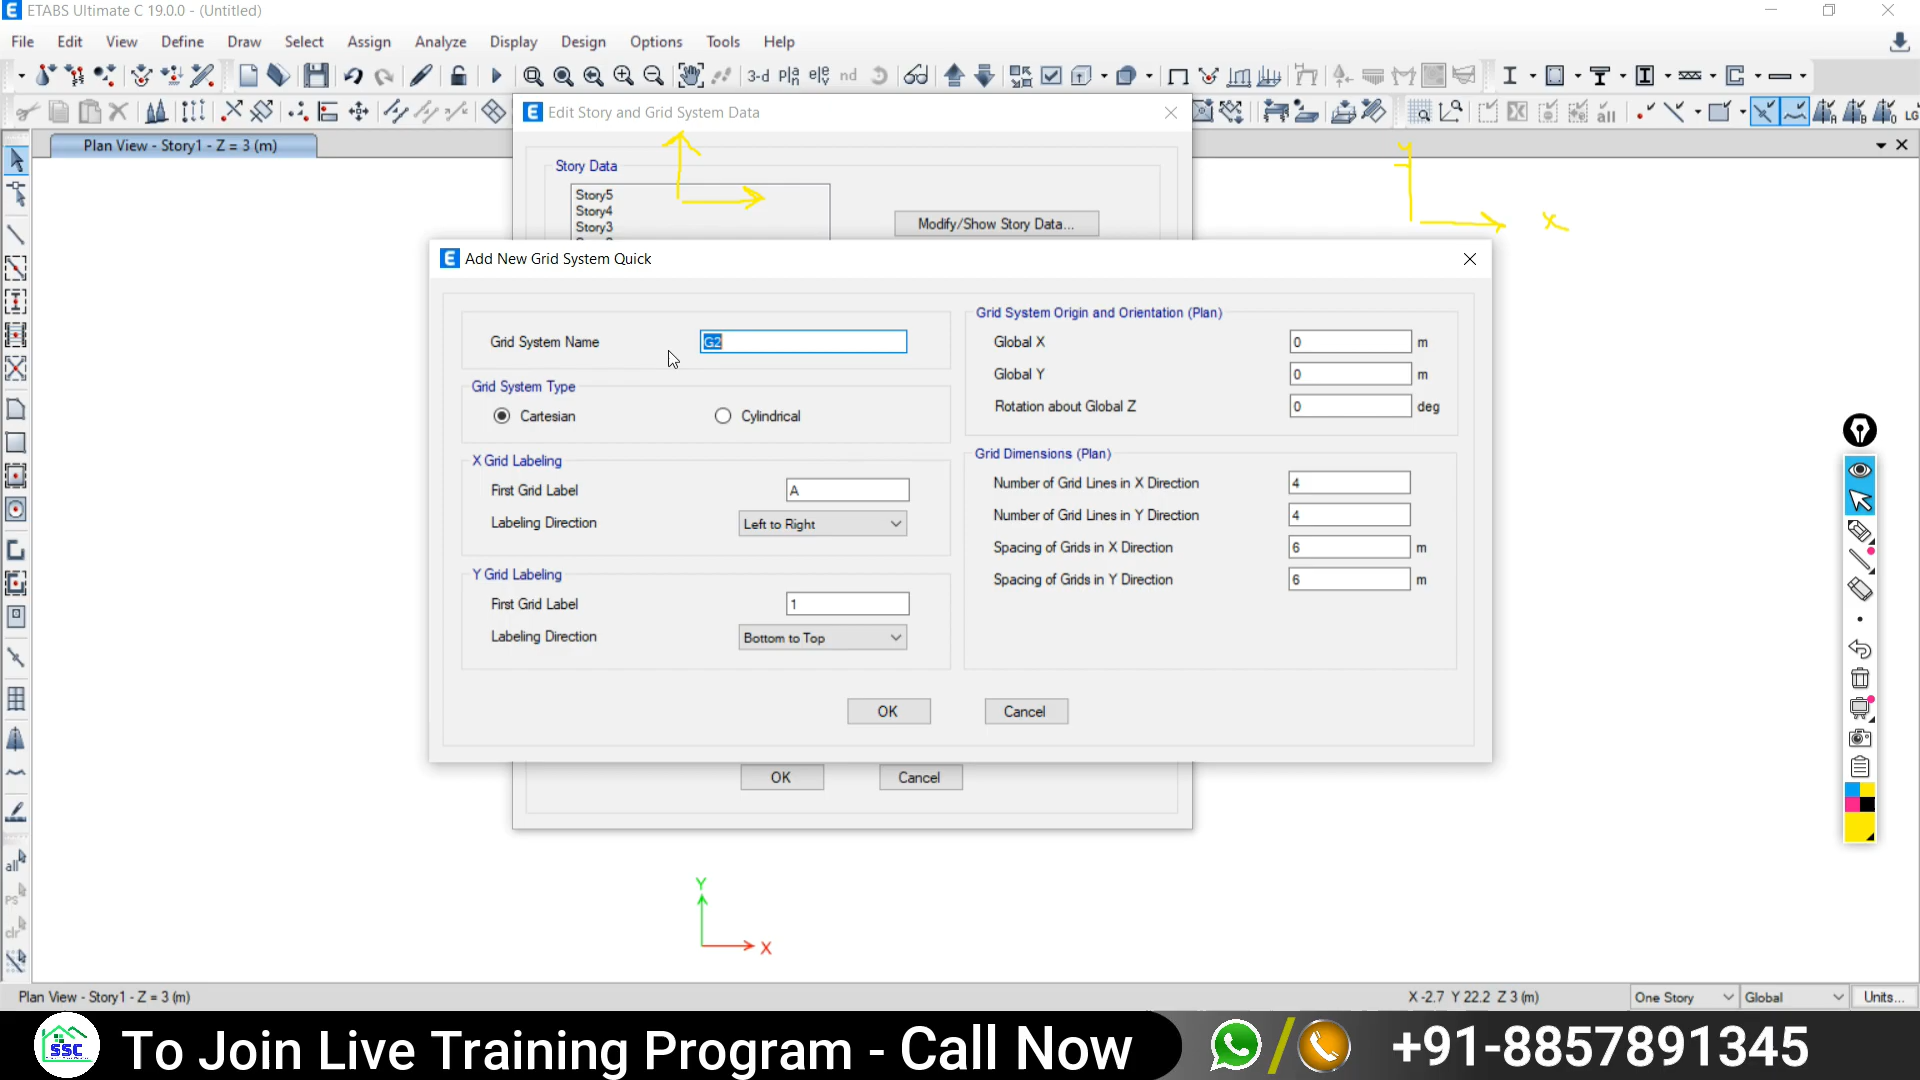 ETABS Ultimate C 19.0.0 - (Untitled)
File Edit View Define Draw Select Assign Analyze Display Design Options Tools Help
3-d nd
Edit Story and Grid System Data
all
LG
Plan View - Story1 - Z = 3 (m)
Story Data
Story5
Story4
Story3
Modify/Show Story Data...
y
x
Add New Grid System Quick
Grid System Name G2
Grid System Type
Cartesian Cylindrical
X Grid Labeling
First Grid Label A
Labeling Direction Left to Right
Y Grid Labeling
First Grid Label 1
Labeling Direction Bottom to Top
Grid System Origin and Orientation (Plan)
Global X 0 m
Global Y 0 m
Rotation about Global Z 0 deg
Grid Dimensions (Plan)
Number of Grid Lines in X Direction 4
Number of Grid Lines in Y Direction 4
Spacing of Grids in X Direction 6 m
Spacing of Grids in Y Direction 6 m
OK Cancel
OK Cancel
all
ps
clr
Y
X
Plan View - Story1 - Z = 3 (m)
X -2.7 Y 22.2 Z 3 (m)
One Story Global Units...
SSC
To Join Live Training Program - Call Now
+91-8857891345